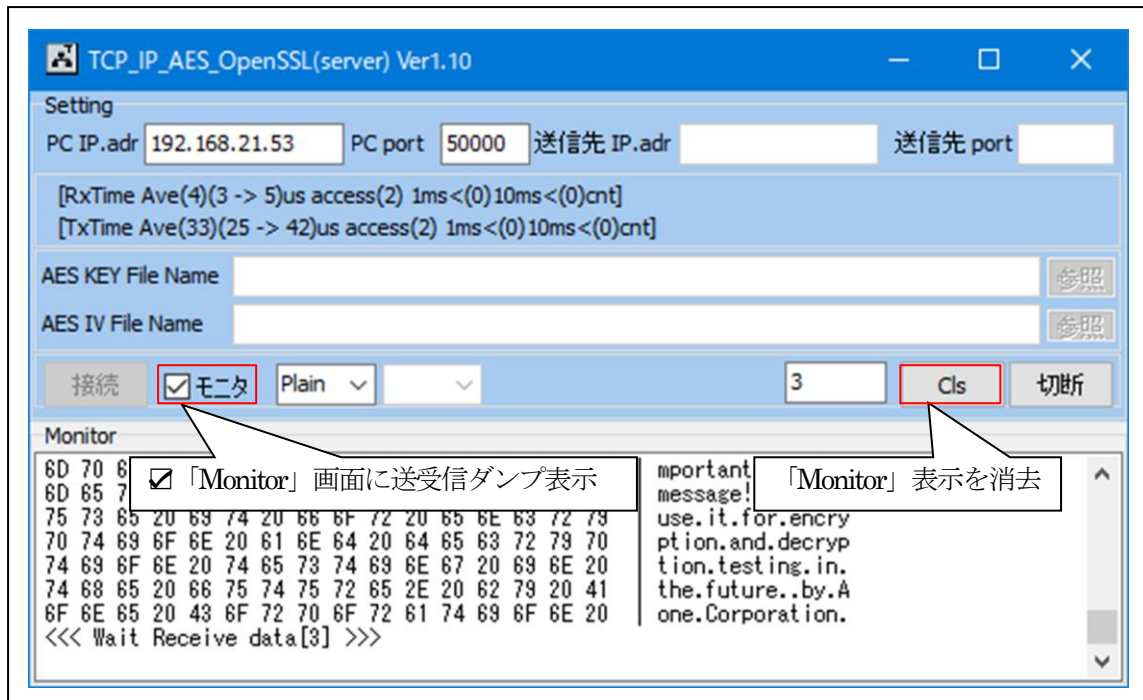 TCP_IP_AES_OpenSSL(server) Ver1.10
Setting
PC IP.adr 192.168.21.53 PC port 50000 送信先 IP.adr 送信先 port
[RxTime Ave(4)(3 -> 5)us access(2) 1ms<(0)10ms<(0)cnt]
[TxTime Ave(33)(25 -> 42)us access(2) 1ms<(0)10ms<(0)cnt]
AES KEY File Name 参照
AES IV File Name 参照
接続 ☑ モニタ Plain 3 Cls 切断
Monitor
6D 70 6 mportant
☑「Monitor」画面に送受信ダンプ表示
「Monitor」表示を消去
6D 65 7 message!
75 73 65 20 69 74 20 66 6F 72 20 65 6E 63 72 79 use.it.for.encry
70 74 69 6F 6E 20 61 6E 64 20 64 65 63 72 79 70 ption.and.decryp
74 69 6F 6E 20 74 65 73 74 69 6E 67 20 69 6E 20 tion.testing.in.
74 68 65 20 66 75 74 75 72 65 2E 20 62 79 20 41 the.future..by.A
6F 6E 65 20 43 6F 72 70 6F 72 61 74 69 6F 6E 20 one.Corporation.
<<< Wait Receive data[3] >>>